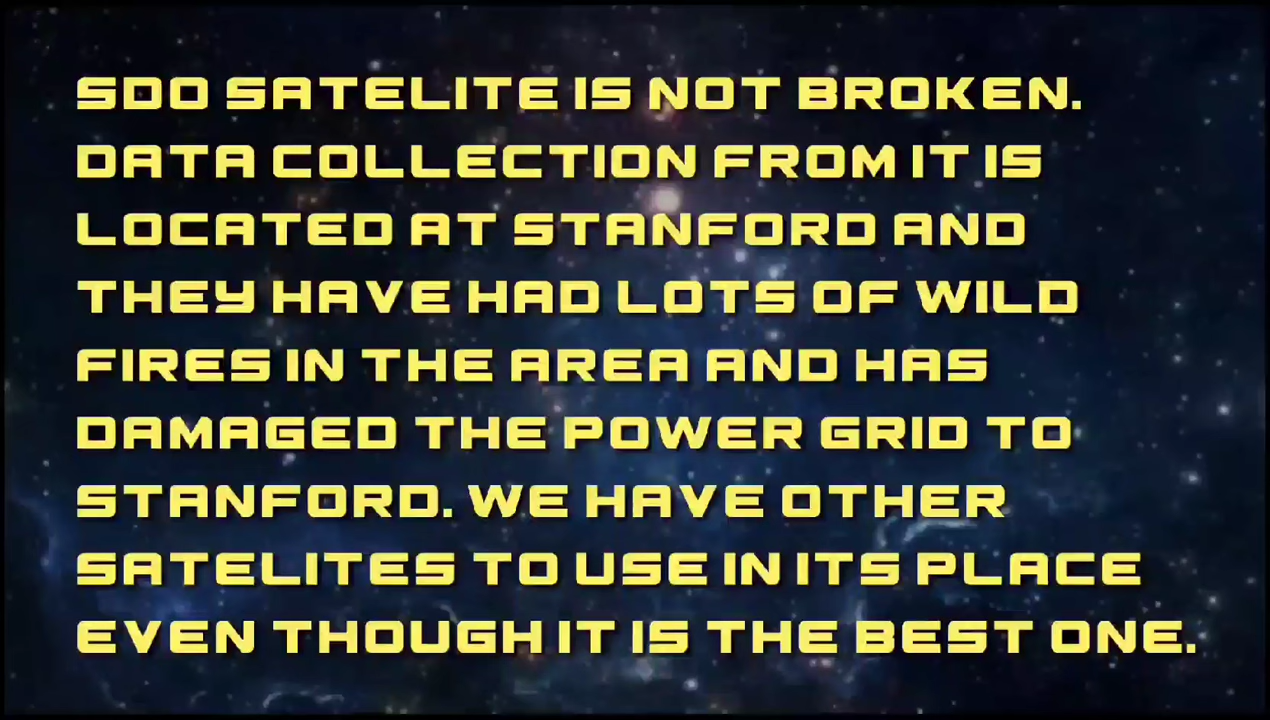 SDO SATELITE IS NOT BROKEN.
DATA COLLECTION FROM IT IS
LOCATED AT STANFORD AND
THEY HAVE HAD LOTS OF WILD
FIRES IN THE AREA AND HAS
DAMAGED THE POWER GRID TO
STANFORD. WE HAVE OTHER
SATELITES TO USE IN ITS PLACE
EVEN THOUGH IT IS THE BEST ONE.